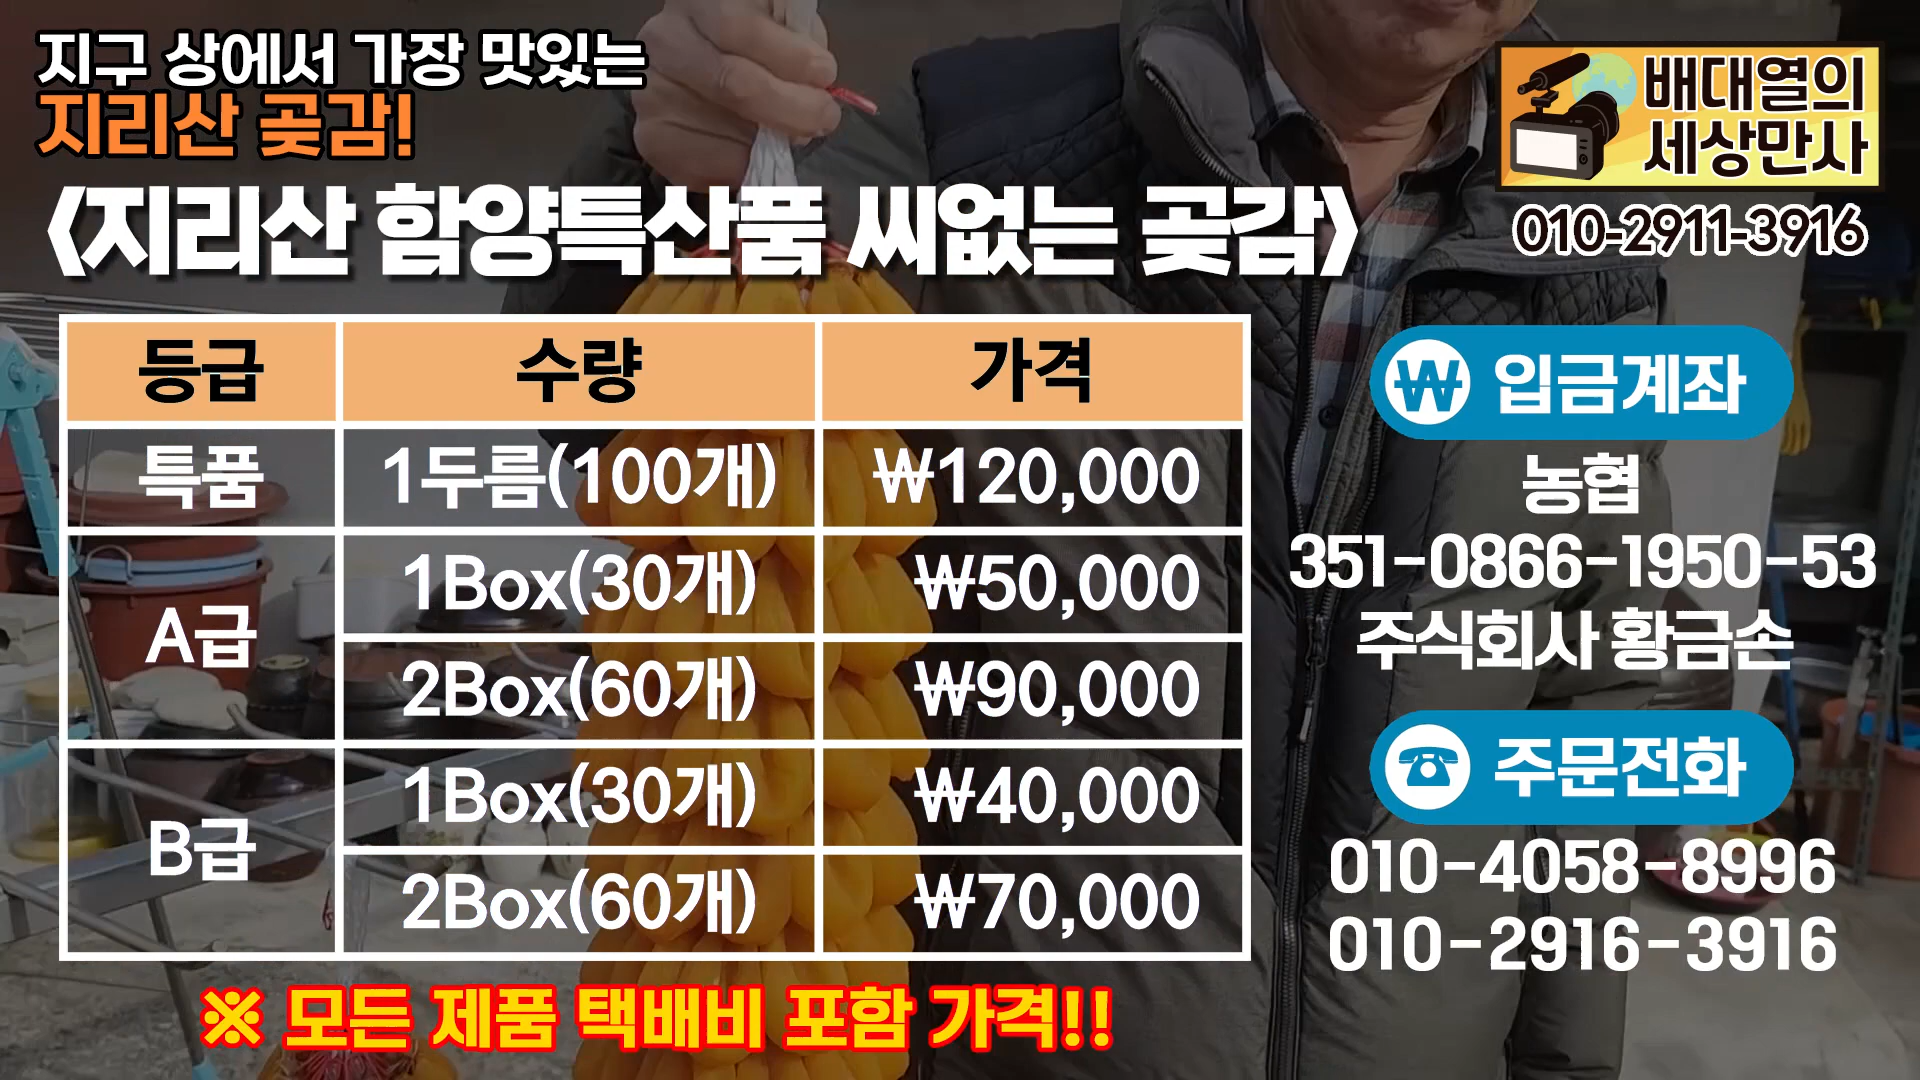 지구 상에서 가장 맛있는
지리산 곶감!
<지리산 함양특산품 씨없는 곶감>
배대열의
세상만사
010-2911-3916
등급 수량 가격
특품 1두름(100개) ₩120,000
A급 1Box(30개) ₩50,000
2Box(60개) ₩90,000
B급 1Box(30개) ₩40,000
2Box(60개) ₩70,000
※ 모든 제품 택배비 포함 가격!!
₩ 입금계좌
농협
351-0866-1950-53
주식회사 황금손
주문전화
010-4058-8996
010-2916-3916